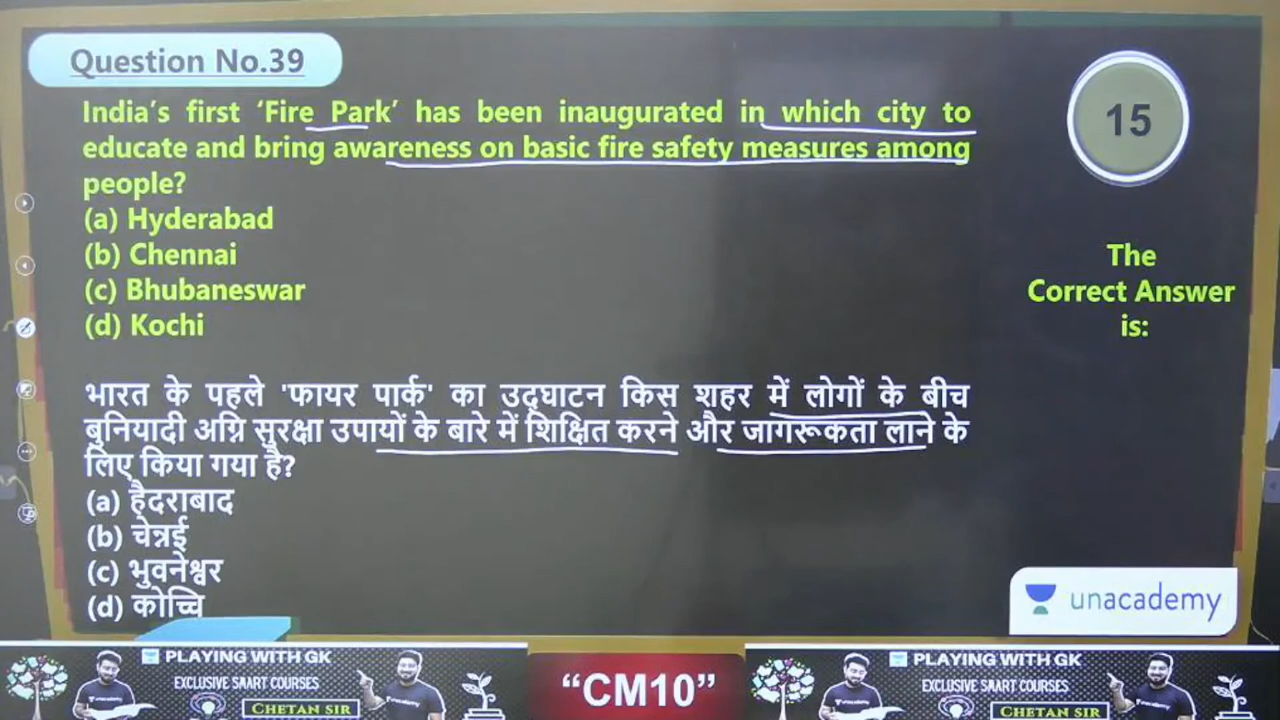 Question No.39
India's first 'Fire Park' has been inaugurated in which city to
educate and bring awareness on basic fire safety measures among
people?
(a) Hyderabad
(b) Chennai
(c) Bhubaneswar
(d) Kochi
15
The
Correct Answer
is:
भारत के पहले 'फायर पार्क' का उद्घाटन किस शहर में लोगों के बीच
बुनियादी अग्नि सुरक्षा उपायों के बारे में शिक्षित करने और जागरूकता लाने के
लिए किया गया है?
(a) हैदराबाद
(b) चेन्नई
(c) भुवनेश्वर
(d) कोच्चि
unacademy
PLAYING WITH GK
EXCLUSIVE SMART COURSES
CHETAN SIR
unacademy
"CM10"
PLAYING WITH GK
EXCLUSIVE SMART COURSES
CHETAN SIR
unacademy